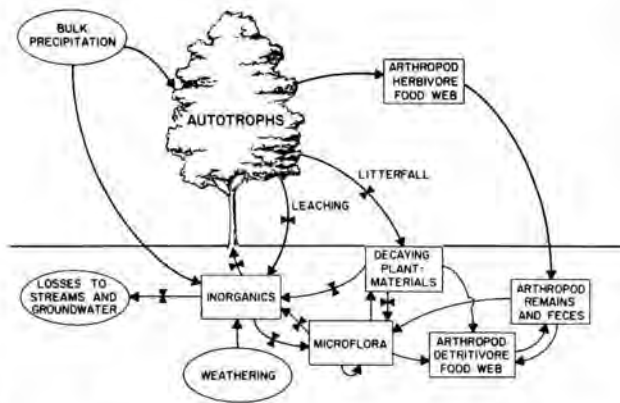 BULK
PRECIPITATION
ARTHROPOD
HERBIVORE
FOOD WEB
AUTOTROPHS
LITTERFALL
LEACHING
DECAYING
PLANT-
MATERIALS
LOSSES TO
STREAMS AND
GROUNDWATER
INORGANICS
ARTHROPOD
REMAINS
AND FECES
MICROFLORA
ARTHROPOD
DETRITIVORE
FOOD WEB
WEATHERING